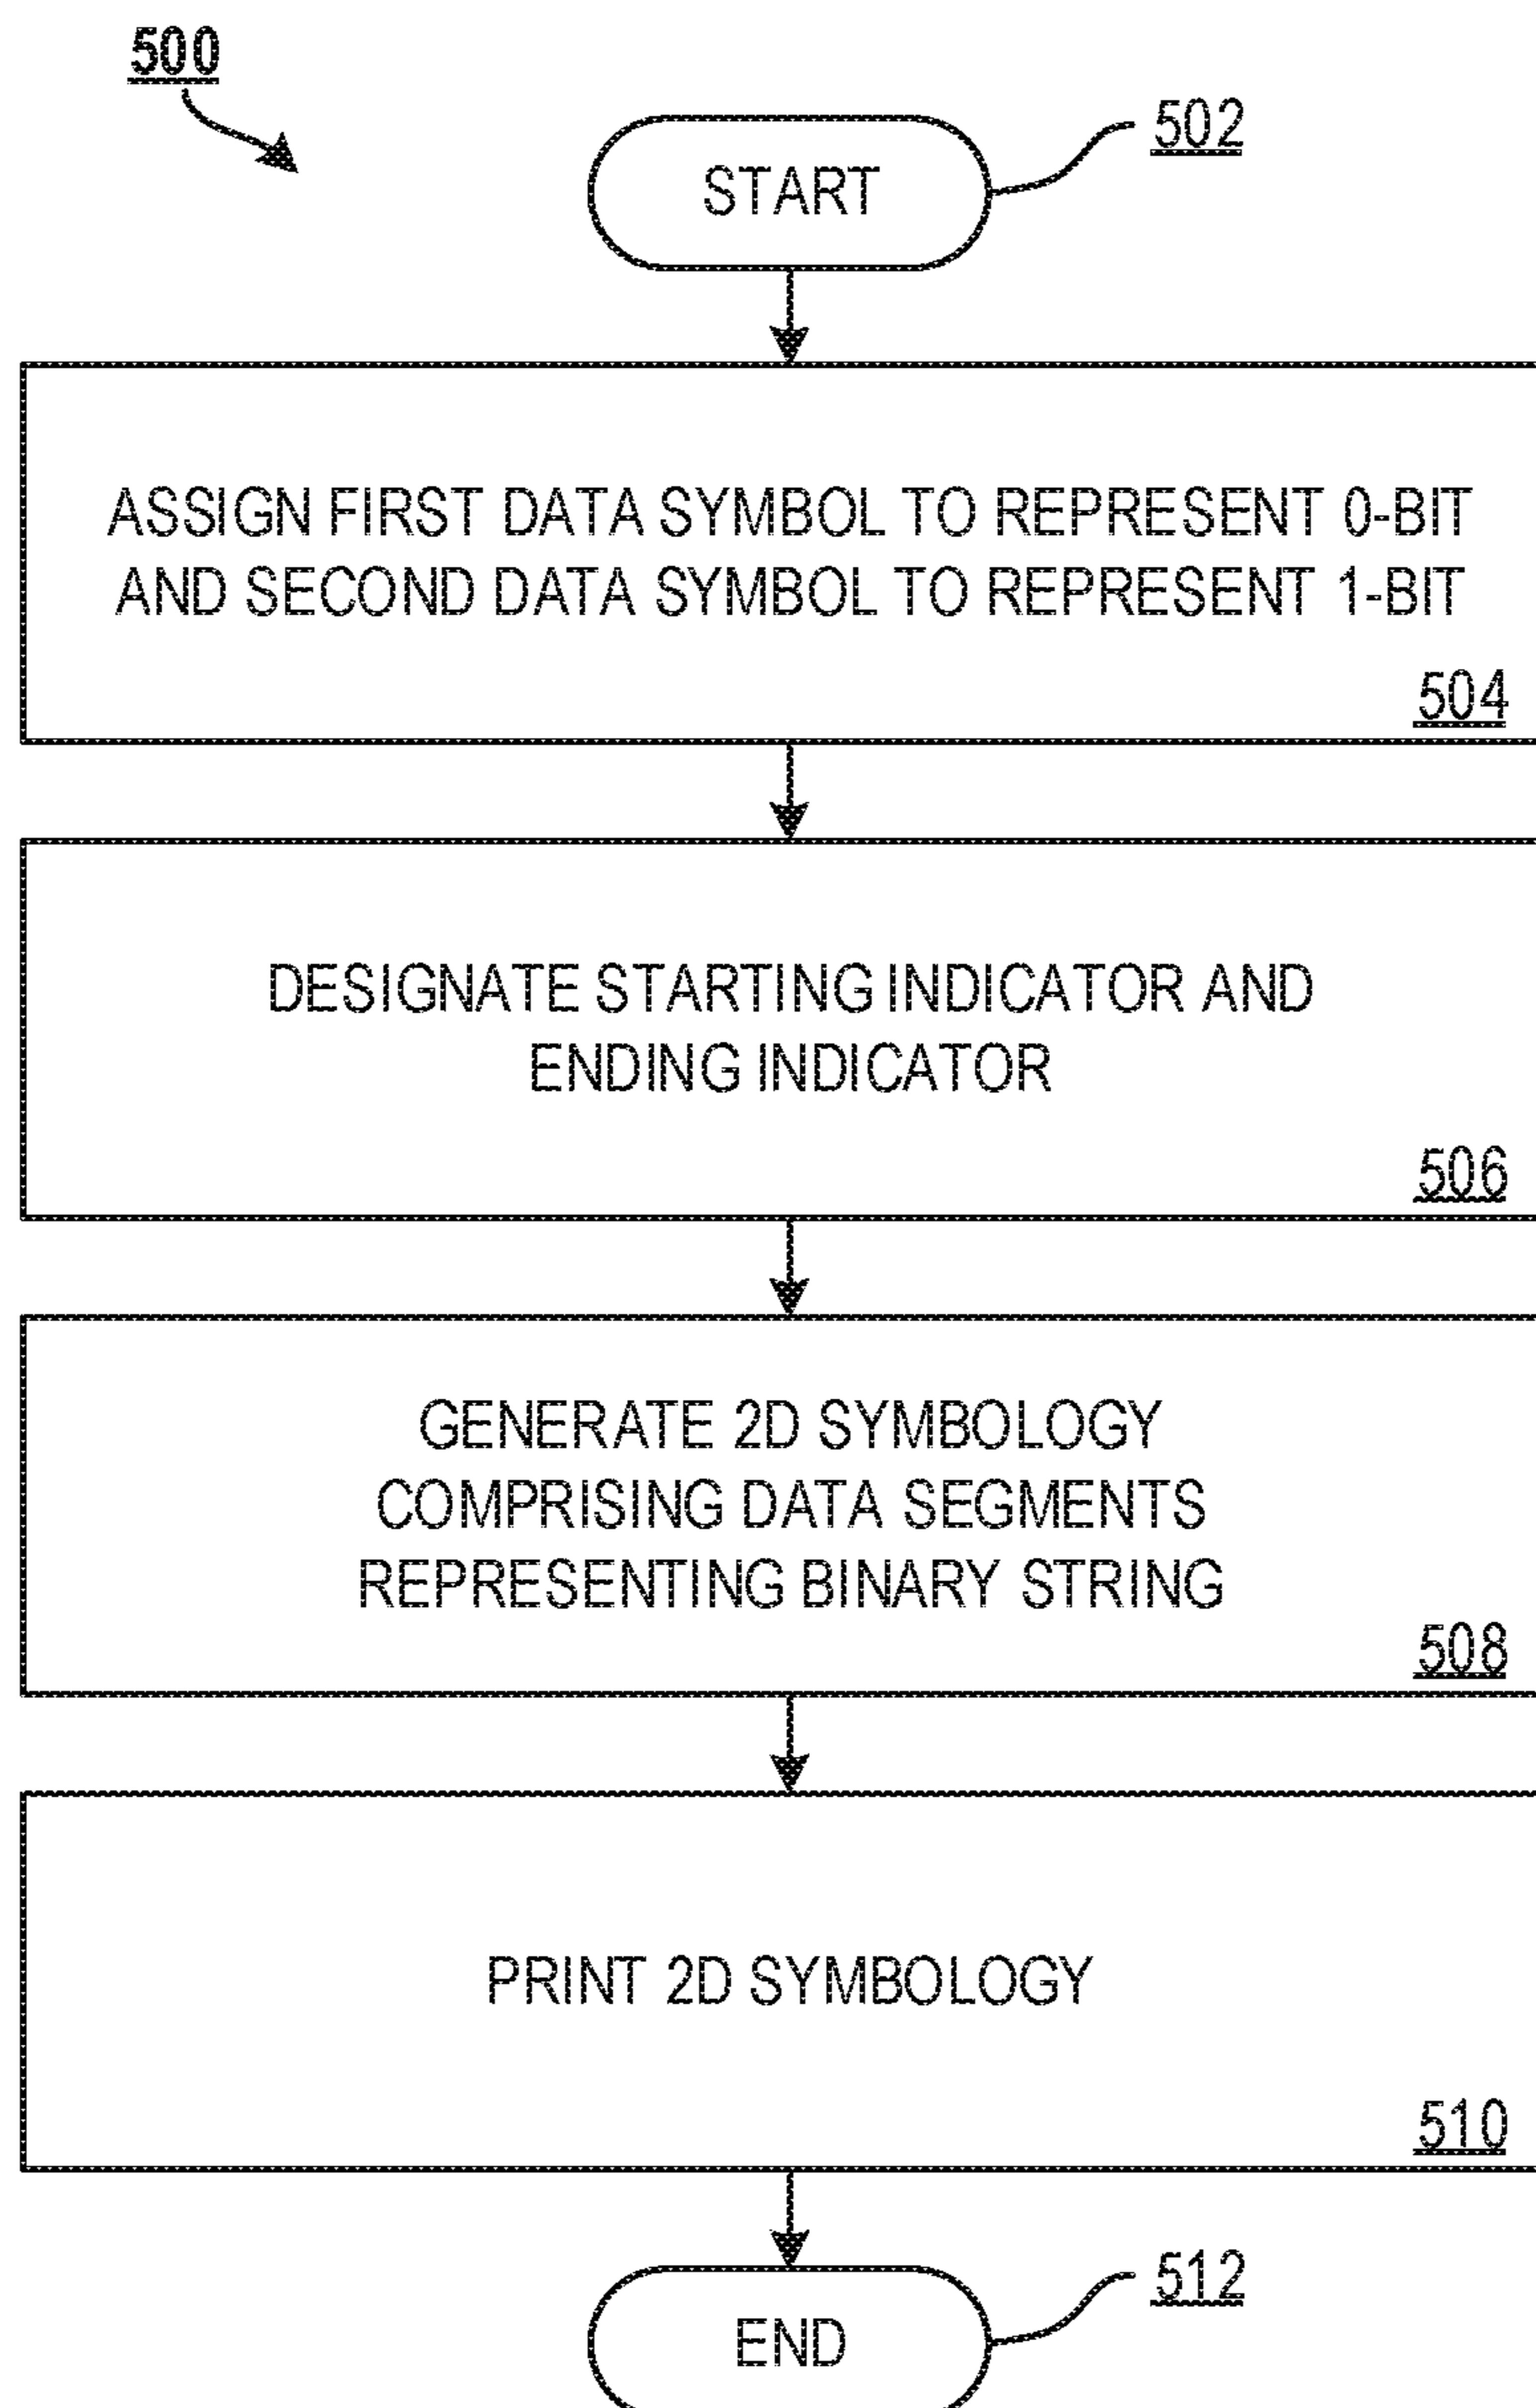 500
502
START
ASSIGN FIRST DATA SYMBOL TO REPRESENT 0-BIT
AND SECOND DATA SYMBOL TO REPRESENT 1-BIT
504
DESIGNATE STARTING INDICATOR AND
ENDING INDICATOR
506
GENERATE 2D SYMBOLOGY
COMPRISING DATA SEGMENTS
REPRESENTING BINARY STRING
508
PRINT 2D SYMBOLOGY
510
512
END